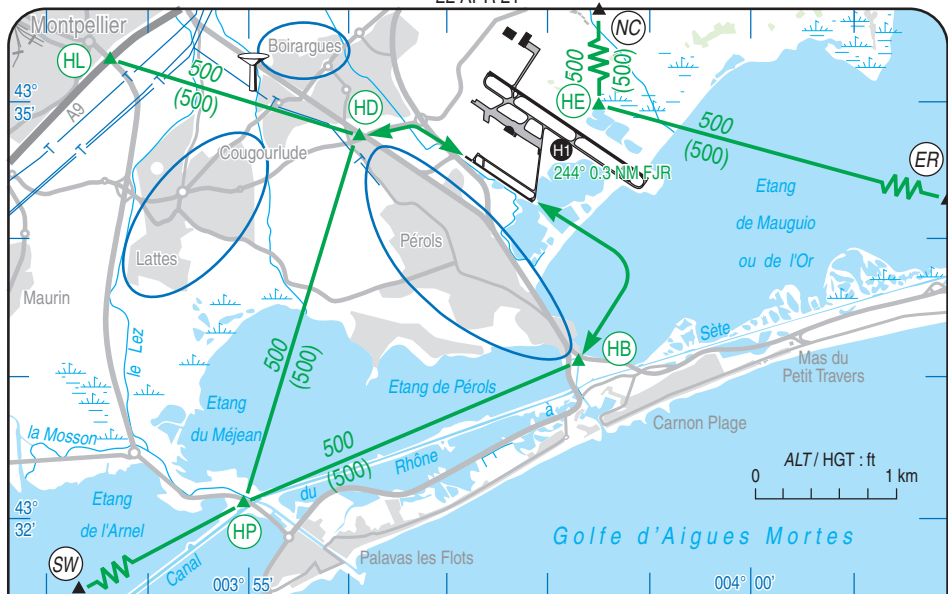 22 APR 21
Montpellier
NC
Boirargues
HL
500
(500)
500
(500)
43°
35'
A9
HD
HE
500
(500)
Cougourlude
H1
244° 0.3 NM FJR
ER
Etang
de Mauguio
ou de l'Or
Pérols
Lattes
Maurin
le Lez
Sète
HB
500
(500)
Mas du
Petit Travers
Etang de Pérols
Etang
du Méjean
à
Carnon Plage
la Mosson
500
(500)
Rhône
du
ALT / HGT : ft
0 1 km
Etang
de l'Arnel
43°
32'
HP
Golfe d'Aigues Mortes
SW
Canal
Palavas les Flots
003° 55'
004° 00'